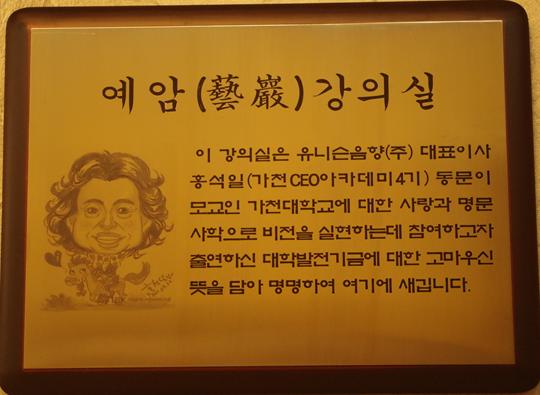 예암(藝巖)강의실
이 강의실은 유니슨음향(주) 대표이사
홍석일(가천CEO아카데미4기) 동문이
모교인 가천대학교에 대한 사랑과 명문
사학으로 비전을 실현하는데 참여하고자
출연하신 대학발전기금에 대한 고마우신
뜻을 담아 명명하여 여기에 새깁니다.